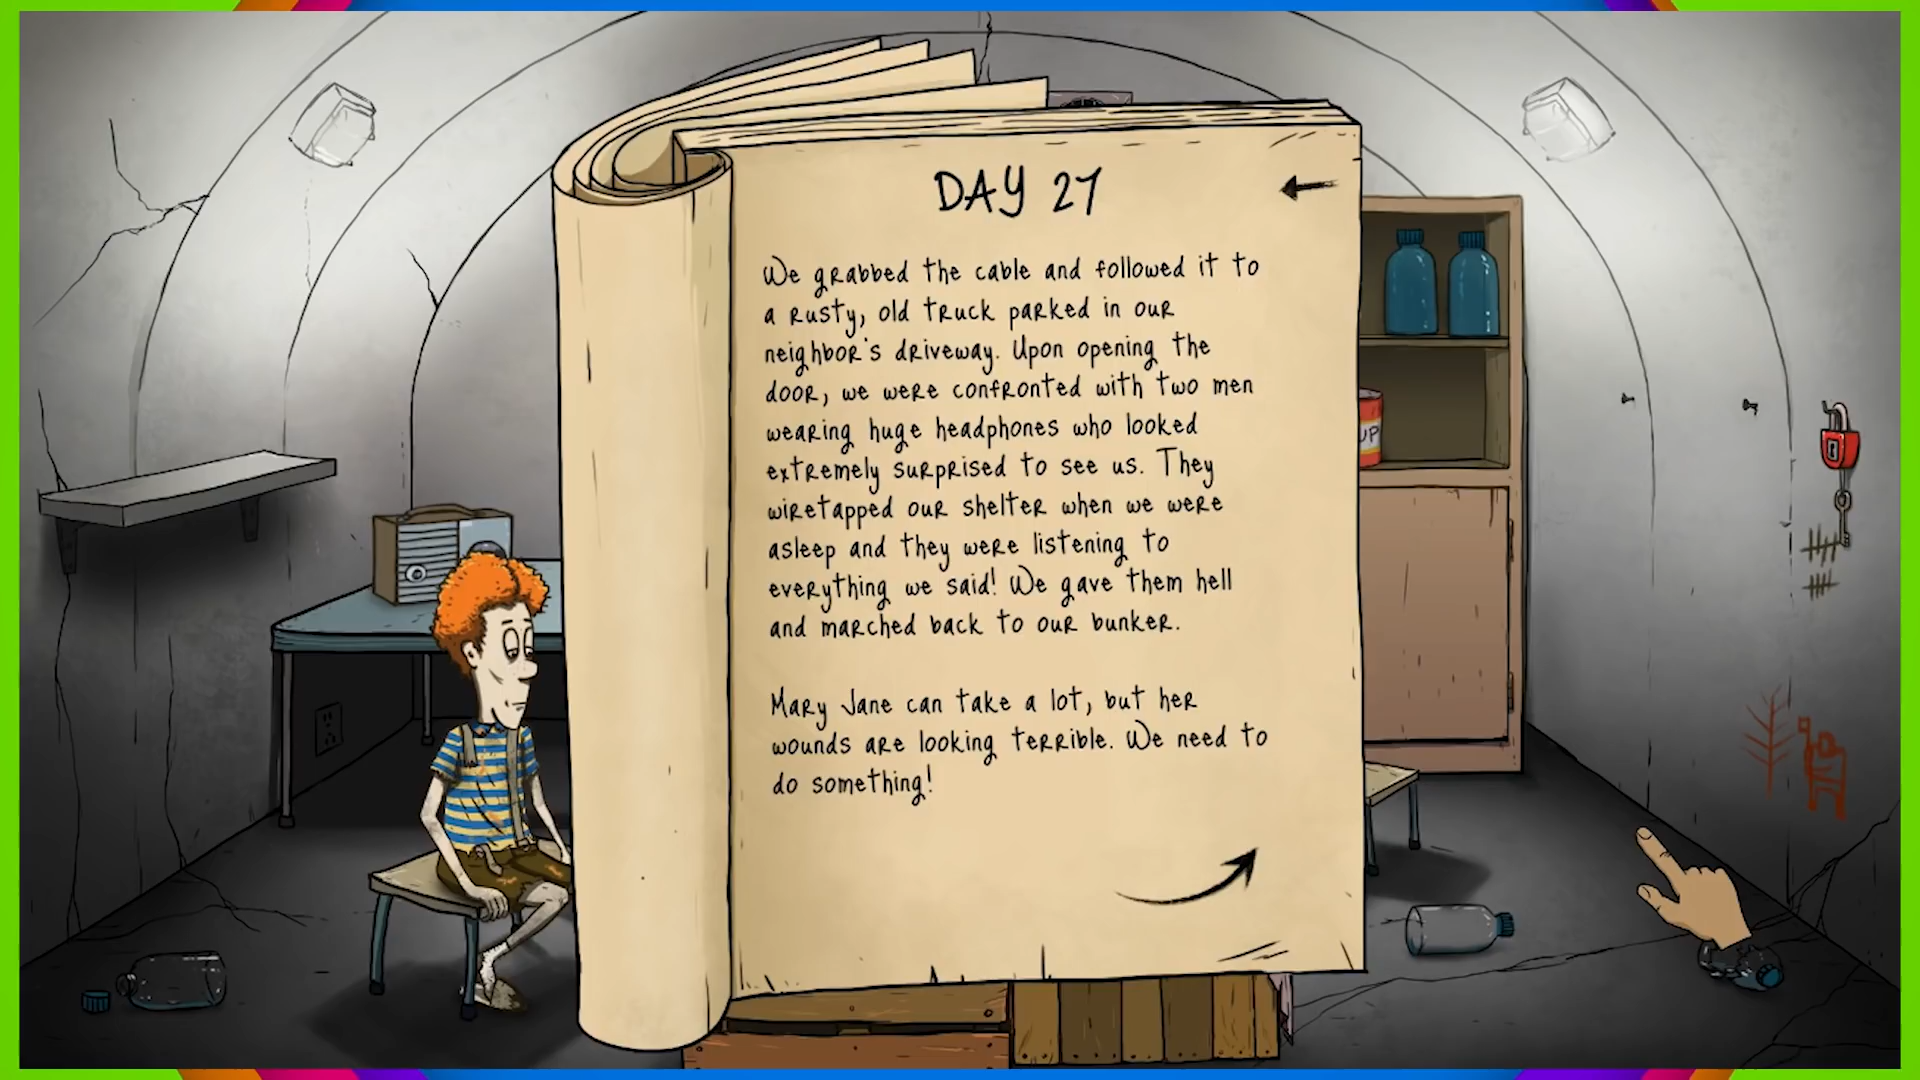 DAY 27
We grabbed the cable and followed it to
a rusty, old truck parked in our
neighbor's driveway. Upon opening the
door, we were confronted with two men
wearing huge headphones who looked
extremely surprised to see us. They
wiretapped our shelter when we were
asleep and they were listening to
everything we said! We gave them hell
and marched back to our bunker.
Mary Jane can take a lot, but her
wounds are looking terrible. We need to
do something!
UP